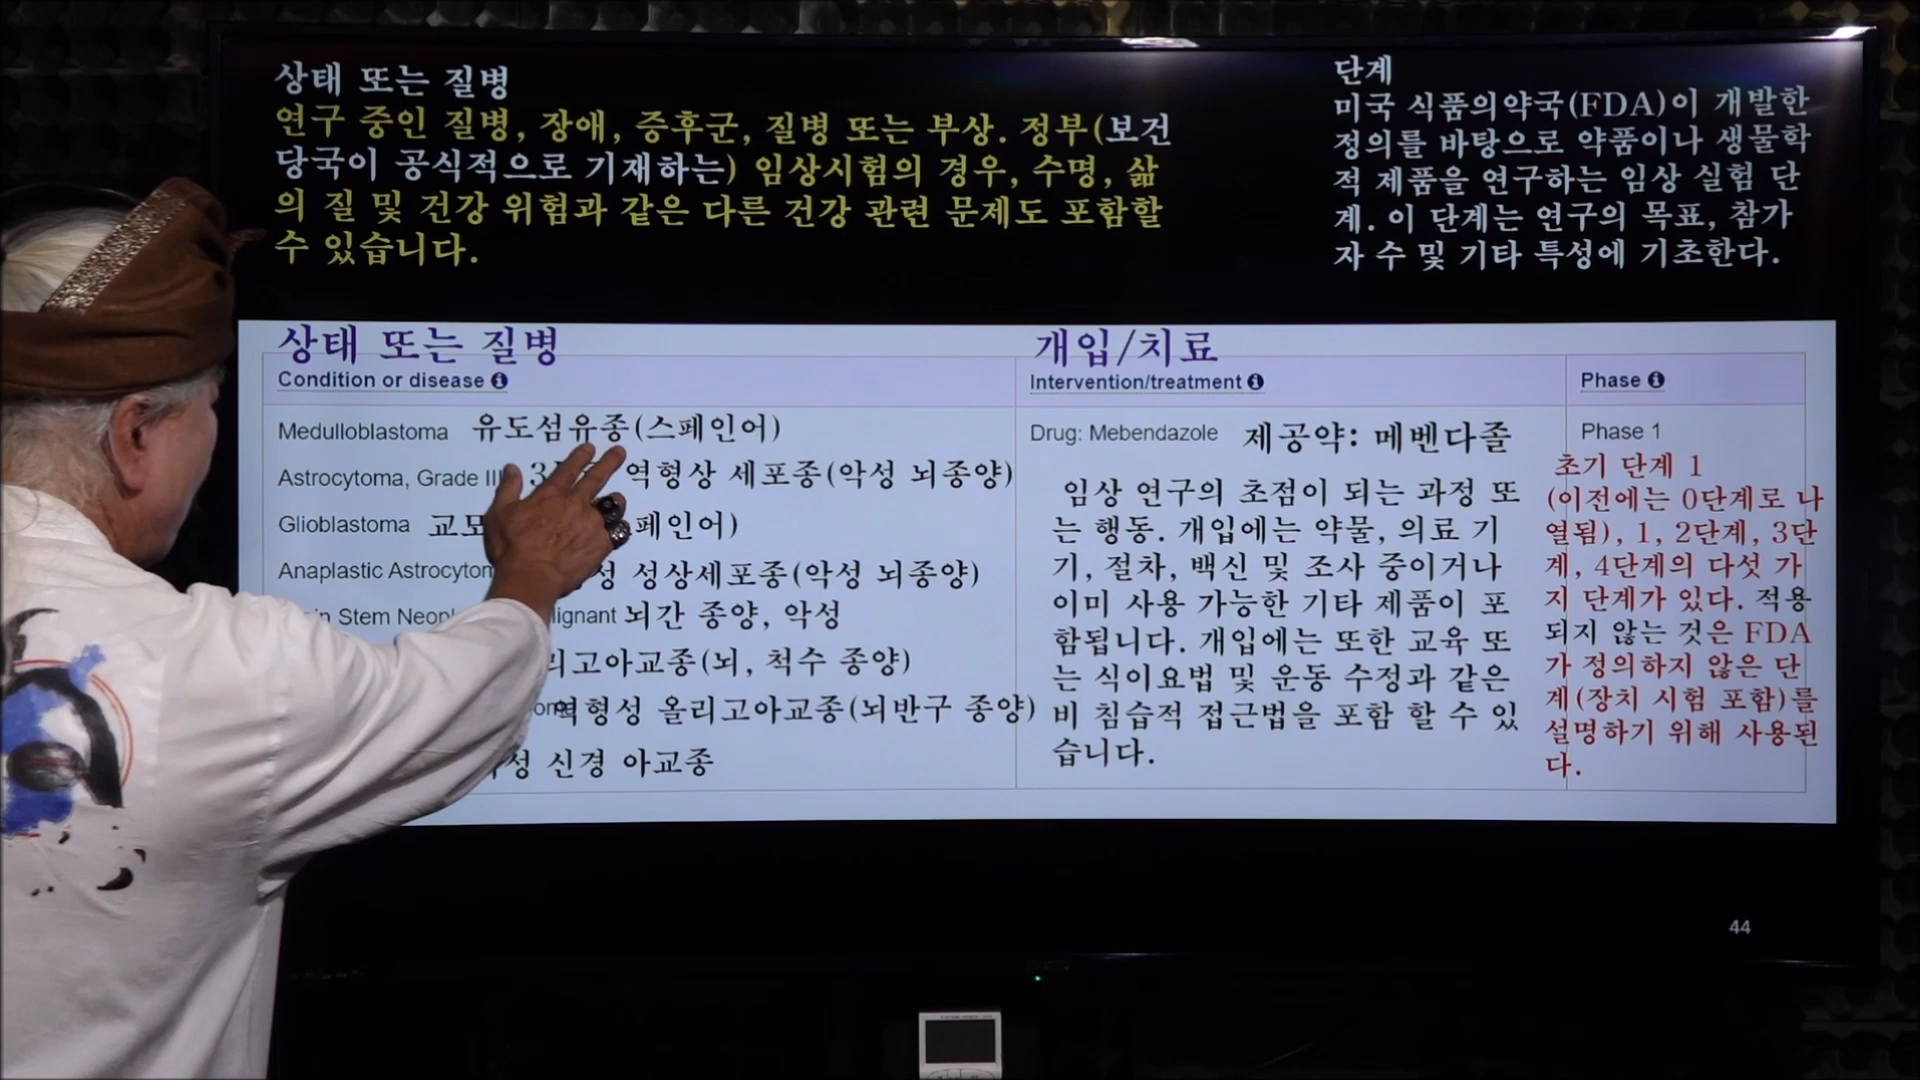 상태 또는 질병
연구 중인 질병, 장애, 증후군, 질병 또는 부상. 정부(보건
당국이 공식적으로 기재하는) 임상시험의 경우, 수명, 삶
의 질 및 건강 위험과 같은 다른 건강 관련 문제도 포함할
수 있습니다.
단계
미국 식품의약국(FDA)이 개발한
정의를 바탕으로 약품이나 생물학
적 제품을 연구하는 임상 실험 단
계. 이 단계는 연구의 목표, 참가
자 수 및 기타 특성에 기초한다.
상태 또는 질병
Condition or disease
Medulloblastoma 유도섬유종(스페인어)
Astrocytoma, Grade III 역형상 세포종(악성 뇌종양)
Glioblastoma
Anaplastic 성상세포종(악성 뇌종양)
Stem 뇌간 종양, 악성
(뇌, 척수 종양)
역형성 올리고아교종(뇌반구 종양)
신경 아교종
개입/치료
Intervention/treatment
Drug: Mebendazole 제공약: 메벤다졸
임상 연구의 초점이 되는 과정 또
는 행동. 개입에는 약물, 의료 기
기, 절차, 백신 및 조사 중이거나
이미 사용 가능한 기타 제품이 포
함됩니다. 개입에는 또한 교육 또
는 식이요법 및 운동 수정과 같은
비 침습적 접근법을 포함 할 수 있
습니다.
Phase
Phase 1
초기 단계 1
(이전에는 0단계로 나
열됨), 1, 2단계, 3단
계, 4단계의 다섯 가
지 단계가 있다. 적용
되지 않는 것은 FDA
가 정의하지 않은 단
계(장치 시험 포함)를
설명하기 위해 사용된
다.
44